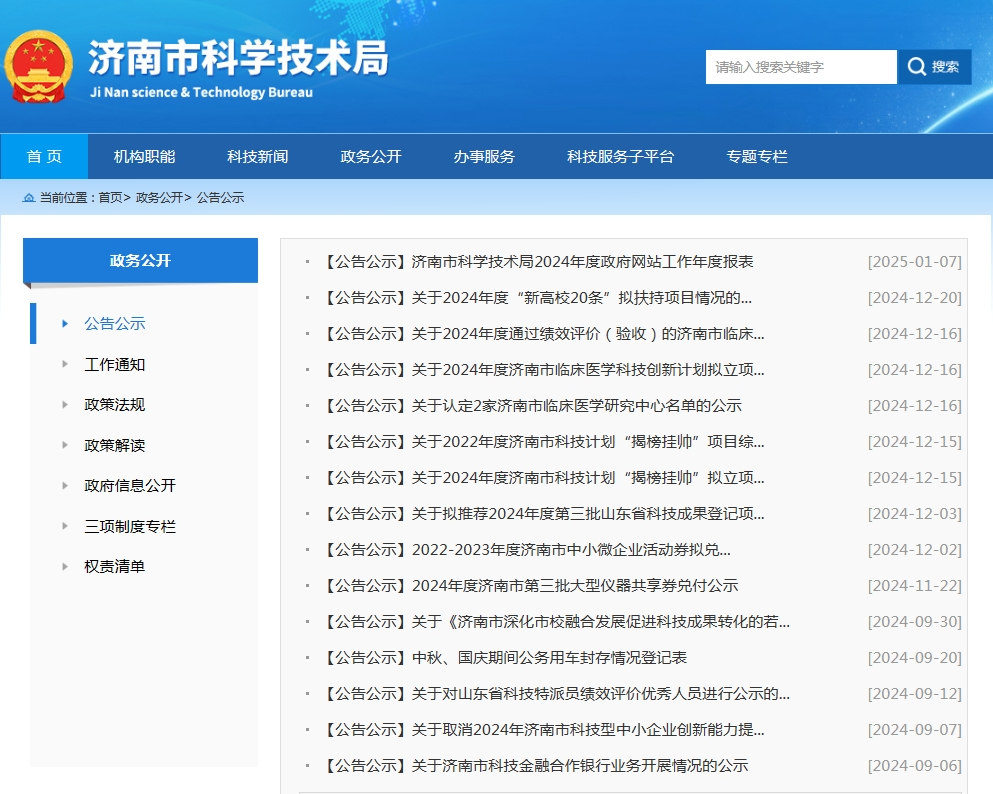 济南市科学技术局
Ji Nan science & Technology Bureau
请输入搜索关键字
搜索
首 页 机构职能 科技新闻 政务公开 办事服务 科技服务子平台 专题专栏
当前位置：首页> 政务公开> 公告公示
政务公开
公告公示
工作通知
政策法规
政策解读
政府信息公开
三项制度专栏
权责清单
【公告公示】济南市科学技术局2024年度政府网站工作年度报表 [2025-01-07]
【公告公示】关于2024年度“新高校20条”拟扶持项目情况的... [2024-12-20]
【公告公示】关于2024年度通过绩效评价（验收）的济南市临床... [2024-12-16]
【公告公示】关于2024年度济南市临床医学科技创新计划拟立项... [2024-12-16]
【公告公示】关于认定2家济南市临床医学研究中心名单的公示 [2024-12-16]
【公告公示】关于2022年度济南市科技计划“揭榜挂帅”项目综... [2024-12-15]
【公告公示】关于2024年度济南市科技计划“揭榜挂帅”拟立项... [2024-12-15]
【公告公示】关于拟推荐2024年度第三批山东省科技成果登记项... [2024-12-03]
【公告公示】2022-2023年度济南市中小微企业活动券拟兑... [2024-12-02]
【公告公示】2024年度济南市第三批大型仪器共享券兑付公示 [2024-11-22]
【公告公示】关于《济南市深化市校融合发展促进科技成果转化的若... [2024-09-30]
【公告公示】中秋、国庆期间公务用车封存情况登记表 [2024-09-20]
【公告公示】关于对山东省科技特派员绩效评价优秀人员进行公示的... [2024-09-12]
【公告公示】关于取消2024年济南市科技型中小企业创新能力提... [2024-09-07]
【公告公示】关于济南市科技金融合作银行业务开展情况的公示 [2024-09-06]